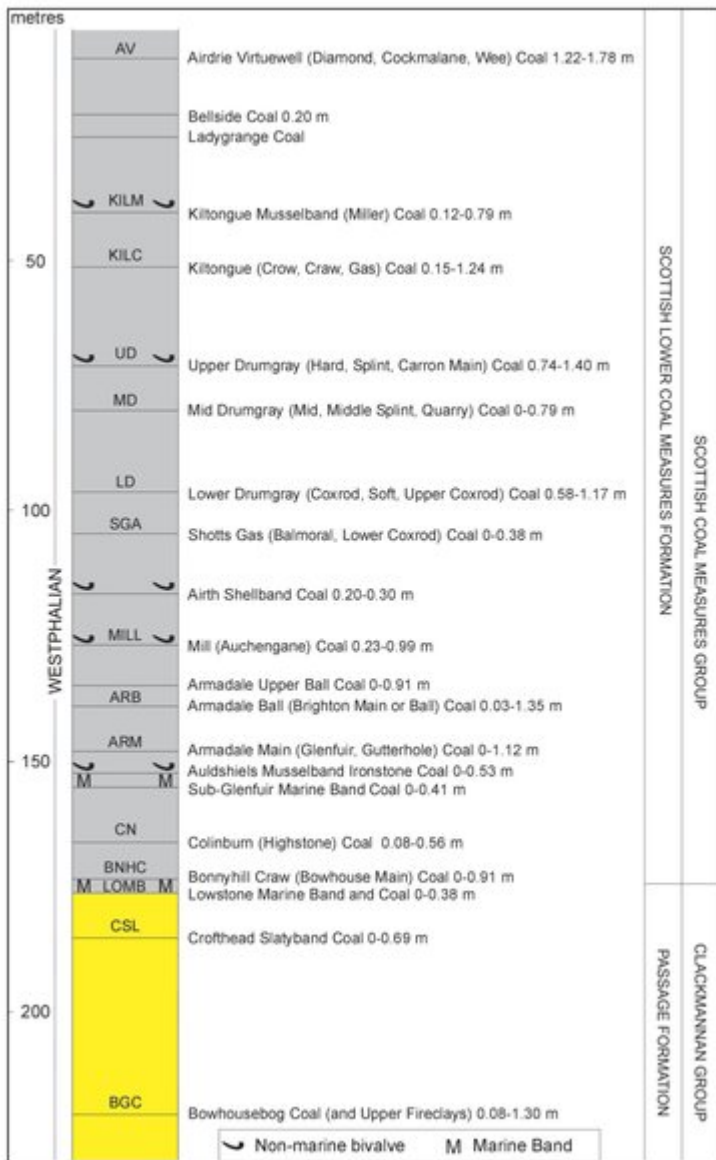 metres
AV
Airdrie Virtuewell (Diamond, Cockmalane, Wee) Coal 1.22-1.78 m
Bellside Coal 0.20 m
Ladygrange Coal
KILM
Kiltongue Musselband (Miller) Coal 0.12-0.79 m
50
KILC
Kiltongue (Crow, Craw, Gas) Coal 0.15-1.24 m
UD
Upper Drumgray (Hard, Splint, Carron Main) Coal 0.74-1.40 m
MD
Mid Drumgray (Mid, Middle Splint, Quarry) Coal 0-0.79 m
LD
Lower Drumgray (Coxrod, Soft, Upper Coxrod) Coal 0.58-1.17 m
100
SGA
Shotts Gas (Balmoral, Lower Coxrod) Coal 0-0.38 m
Airth Shellband Coal 0.20-0.30 m
MILL
Mill (Auchengane) Coal 0.23-0.99 m
Armadale Upper Ball Coal 0-0.91 m
ARB
Armadale Ball (Brighton Main or Ball) Coal 0.03-1.35 m
ARM
Armadale Main (Glenfuir, Gutterhole) Coal 0-1.12 m
150
Auldshiels Musselband Ironstone Coal 0-0.53 m
M M
Sub-Glenfuir Marine Band Coal 0-0.41 m
CN
Colinburn (Highstone) Coal 0.08-0.56 m
BNHC
Bonnyhill Craw (Bowhouse Main) Coal 0-0.91 m
M LOMB M
Lowstone Marine Band and Coal 0-0.38 m
CSL
Crofthead Slatyband Coal 0-0.69 m
200
BGC
Bowhousebog Coal (and Upper Fireclays) 0.08-1.30 m
Non-marine bivalve M Marine Band
WESTPHALIAN
SCOTTISH LOWER COAL MEASURES FORMATION
PASSAGE FORMATION
SCOTTISH COAL MEASURES GROUP
CLACKMANNAN GROUP